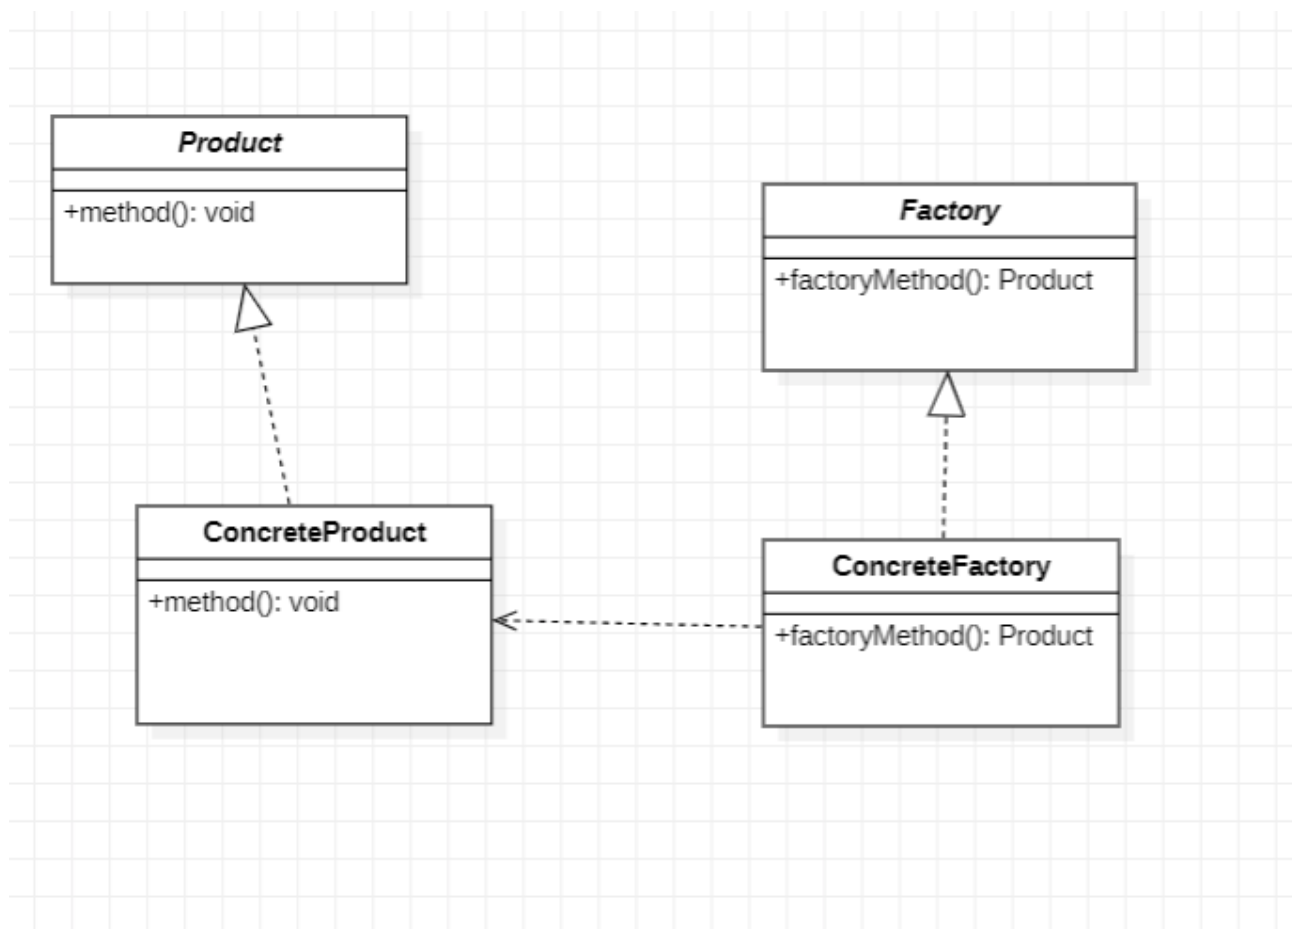 Product
+method(): void
Factory
+factoryMethod(): Product
ConcreteProduct
+method(): void
ConcreteFactory
+factoryMethod(): Product